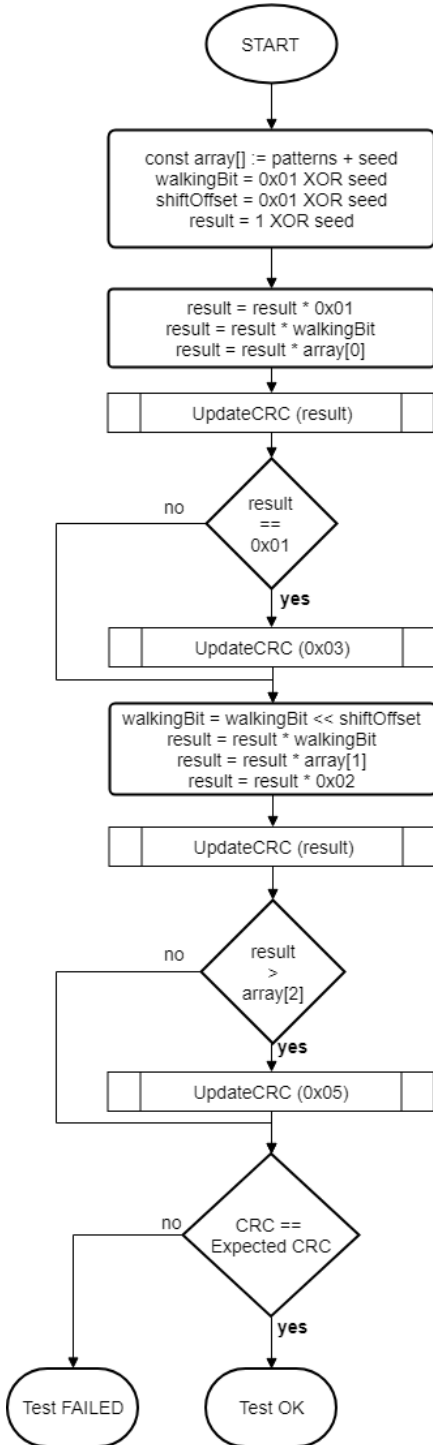 START
const array[] := patterns + seed
walkingBit = 0x01 XOR seed
shiftOffset = 0x01 XOR seed
result = 1 XOR seed
result = result * 0x01
result = result * walkingBit
result = result * array[0]
UpdateCRC (result)
no
result
==
0x01
yes
UpdateCRC (0x03)
walkingBit = walkingBit << shiftOffset
result = result * walkingBit
result = result * array[1]
result = result * 0x02
UpdateCRC (result)
no
result
>
array[2]
yes
UpdateCRC (0x05)
no
CRC ==
Expected CRC
yes
Test FAILED
Test OK